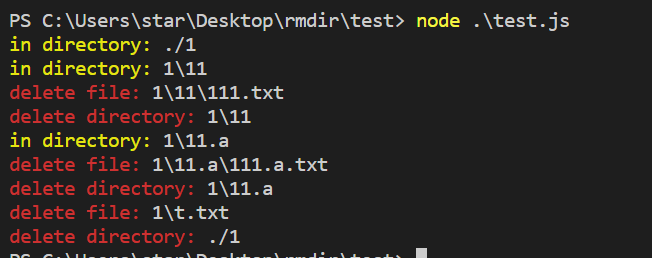 PS C:\Users\star\Desktop\rmdir\test> node .\test.js
in directory: ./1
in directory: 1\11
delete file: 1\11\111.txt
delete directory: 1\11
in directory: 1\11.a
delete file: 1\11.a\111.a.txt
delete directory: 1\11.a
delete file: 1\t.txt
delete directory: ./1
PS C:\Users\star\Desktop\rmdir\test>